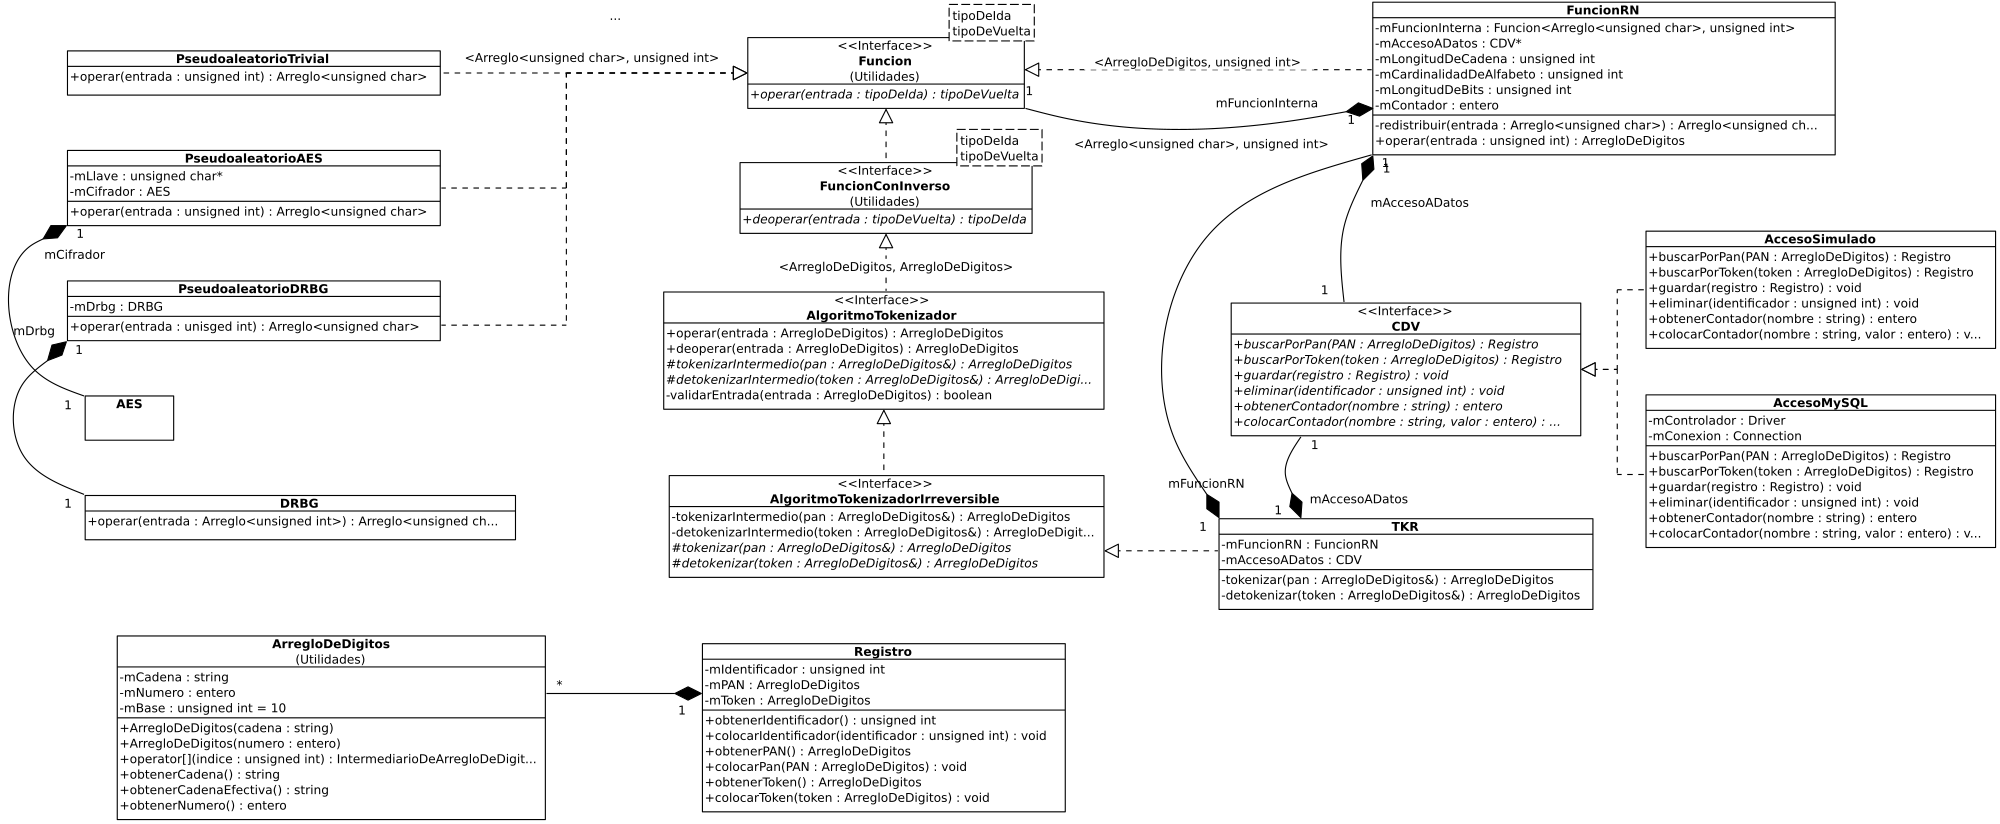 ...
PseudoaleatorioTrivial
+operar(entrada : unsigned int) : Arreglo<unsigned char>
<Arreglo<unsigned char>, unsigned int>
PseudoaleatorioAES
-mLlave : unsigned char*
-mCifrador : AES
+operar(entrada : unsigned int) : Arreglo<unsigned char>
1
mCifrador
PseudoaleatorioDRBG
-mDrbg : DRBG
+operar(entrada : unisged int) : Arreglo<unsigned char>
mDrbg
1
1
AES
1
DRBG
+operar(entrada : Arreglo<unsigned int>) : Arreglo<unsigned ch...
tipoDeIda
tipoDeVuelta
<<Interface>>
Funcion
(Utilidades)
+operar(entrada : tipoDeIda) : tipoDeVuelta
1
<ArregloDeDigitos, unsigned int>
mFuncionInterna
1
<Arreglo<unsigned char>, unsigned int>
tipoDeIda
tipoDeVuelta
<<Interface>>
FuncionConInverso
(Utilidades)
+deoperar(entrada : tipoDeVuelta) : tipoDeIda
<ArregloDeDigitos, ArregloDeDigitos>
<<Interface>>
AlgoritmoTokenizador
+operar(entrada : ArregloDeDigitos) : ArregloDeDigitos
+deoperar(entrada : ArregloDeDigitos) : ArregloDeDigitos
#tokenizarIntermedio(pan : ArregloDeDigitos&) : ArregloDeDigitos
#detokenizarIntermedio(token : ArregloDeDigitos&) : ArregloDeDigi...
-validarEntrada(entrada : ArregloDeDigitos) : boolean
<<Interface>>
AlgoritmoTokenizadorIrreversible
-tokenizarIntermedio(pan : ArregloDeDigitos&) : ArregloDeDigitos
-detokenizarIntermedio(token : ArregloDeDigitos&) : ArregloDeDigit...
#tokenizar(pan : ArregloDeDigitos&) : ArregloDeDigitos
#detokenizar(token : ArregloDeDigitos&) : ArregloDeDigitos
FuncionRN
-mFuncionInterna : Funcion<Arreglo<unsigned char>, unsigned int>
-mAccesoADatos : CDV*
-mLongitudDeCadena : unsigned int
-mCardinalidadDeAlfabeto : unsigned int
-mLongitudDeBits : unsigned int
-mContador : entero
-redistribuir(entrada : Arreglo<unsigned char>) : Arreglo<unsigned ch...
+operar(entrada : unsigned int) : ArregloDeDigitos
1
1
mAccesoADatos
1
<<Interface>>
CDV
+buscarPorPan(PAN : ArregloDeDigitos) : Registro
+buscarPorToken(token : ArregloDeDigitos) : Registro
+guardar(registro : Registro) : void
+eliminar(identificador : unsigned int) : void
+obtenerContador(nombre : string) : entero
+colocarContador(nombre : string, valor : entero) : ...
1
mFuncionRN
1
mAccesoADatos
1
TKR
-mFuncionRN : FuncionRN
-mAccesoADatos : CDV
-tokenizar(pan : ArregloDeDigitos&) : ArregloDeDigitos
-detokenizar(token : ArregloDeDigitos&) : ArregloDeDigitos
AccesoSimulado
+buscarPorPan(PAN : ArregloDeDigitos) : Registro
+buscarPorToken(token : ArregloDeDigitos) : Registro
+guardar(registro : Registro) : void
+eliminar(identificador : unsigned int) : void
+obtenerContador(nombre : string) : entero
+colocarContador(nombre : string, valor : entero) : v...
AccesoMySQL
-mControlador : Driver
-mConexion : Connection
+buscarPorPan(PAN : ArregloDeDigitos) : Registro
+buscarPorToken(token : ArregloDeDigitos) : Registro
+guardar(registro : Registro) : void
+eliminar(identificador : unsigned int) : void
+obtenerContador(nombre : string) : entero
+colocarContador(nombre : string, valor : entero) : v...
ArregloDeDigitos
(Utilidades)
-mCadena : string
-mNumero : entero
-mBase : unsigned int = 10
+ArregloDeDigitos(cadena : string)
+ArregloDeDigitos(numero : entero)
+operator[](indice : unsigned int) : IntermediarioDeArregloDeDigit...
+obtenerCadena() : string
+obtenerCadenaEfectiva() : string
+obtenerNumero() : entero
*
1
Registro
-mIdentificador : unsigned int
-mPAN : ArregloDeDigitos
-mToken : ArregloDeDigitos
+obtenerIdentificador() : unsigned int
+colocarIdentificador(identificador : unsigned int) : void
+obtenerPAN() : ArregloDeDigitos
+colocarPan(PAN : ArregloDeDigitos) : void
+obtenerToken() : ArregloDeDigitos
+colocarToken(token : ArregloDeDigitos) : void